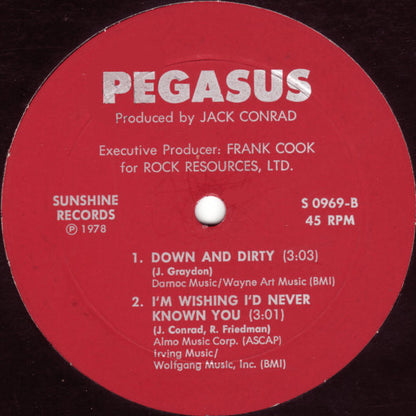 PEGASUS
Produced by JACK CONRAD
Executive Producer: FRANK COOK
for ROCK RESOURCES, LTD.
SUNSHINE
RECORDS
Ⓟ 1978
S 0969-B
45 RPM
1. DOWN AND DIRTY (3:03)
(J. Graydon)
Darnoc Music/Wayne Art Music (BMI)
2. I'M WISHING I'D NEVER
KNOWN YOU (3:01)
(J. Conrad, R. Friedman)
Almo Music Corp. (ASCAP)
Irving Music/
Wolfgang Music, Inc. (BMI)